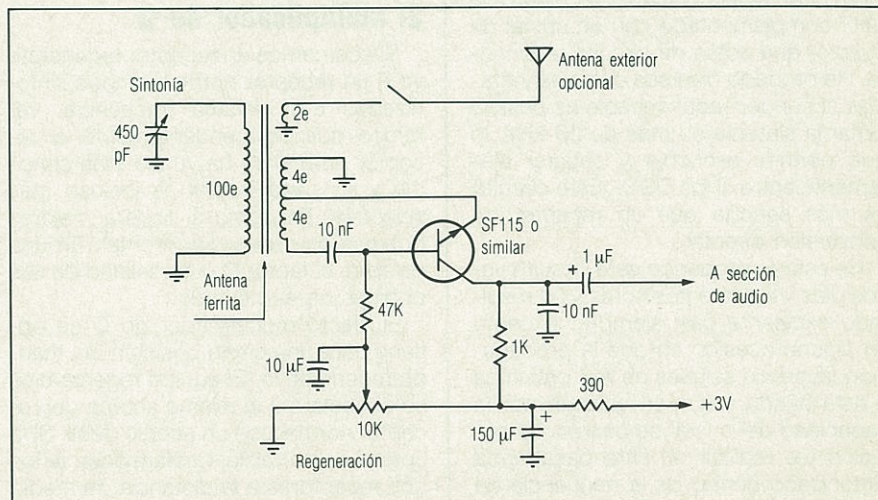 Antena exterior
opcional
Sintonía
450
pF
100e
2e
4e
4e
10 nF
SF115 o
similar
Antena
ferrita
47K
10 µF
10K
Regeneración
+
1 µF
A sección
de audio
10 nF
1K
390
+3V
+
150 µF